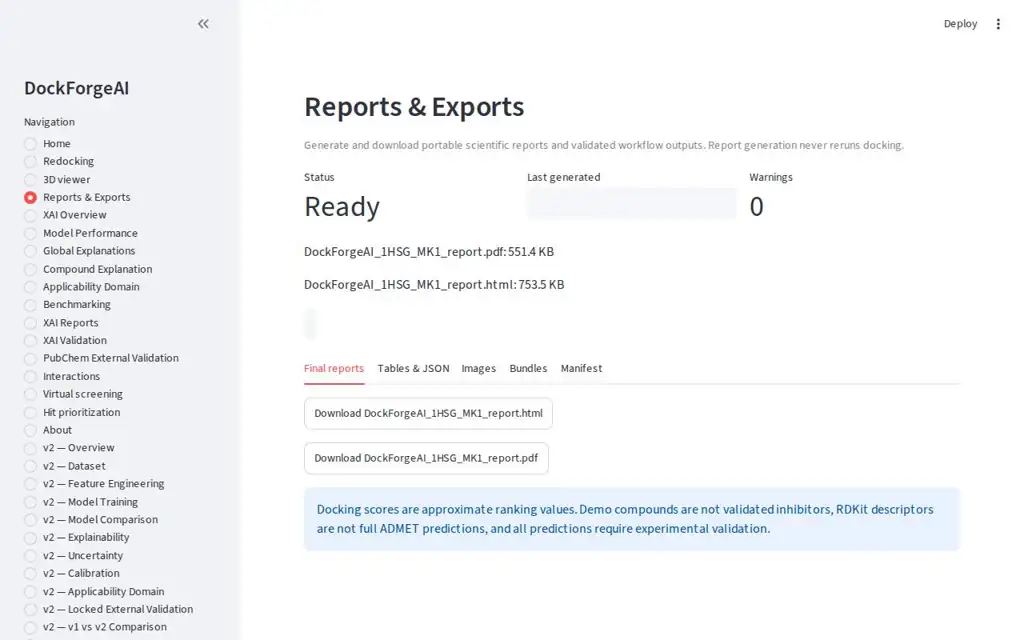 Deploy
DockForgeAI
Navigation
Home
Redocking
3D viewer
Reports & Exports
XAI Overview
Model Performance
Global Explanations
Compound Explanation
Applicability Domain
Benchmarking
XAI Reports
XAI Validation
PubChem External Validation
Interactions
Virtual screening
Hit prioritization
About
v2 — Overview
v2 — Dataset
v2 — Feature Engineering
v2 — Model Training
v2 — Model Comparison
v2 — Explainability
v2 — Uncertainty
v2 — Calibration
v2 — Applicability Domain
v2 — Locked External Validation
v2 — v1 vs v2 Comparison
Reports & Exports
Generate and download portable scientific reports and validated workflow outputs. Report generation never reruns docking.
Status
Ready
Last generated
Warnings
0
DockForgeAI_1HSG_MK1_report.pdf: 551.4 KB
DockForgeAI_1HSG_MK1_report.html: 753.5 KB
Final reports Tables & JSON Images Bundles Manifest
Download DockForgeAI_1HSG_MK1_report.html
Download DockForgeAI_1HSG_MK1_report.pdf
Docking scores are approximate ranking values. Demo compounds are not validated inhibitors, RDKit descriptors
are not full ADMET predictions, and all predictions require experimental validation.